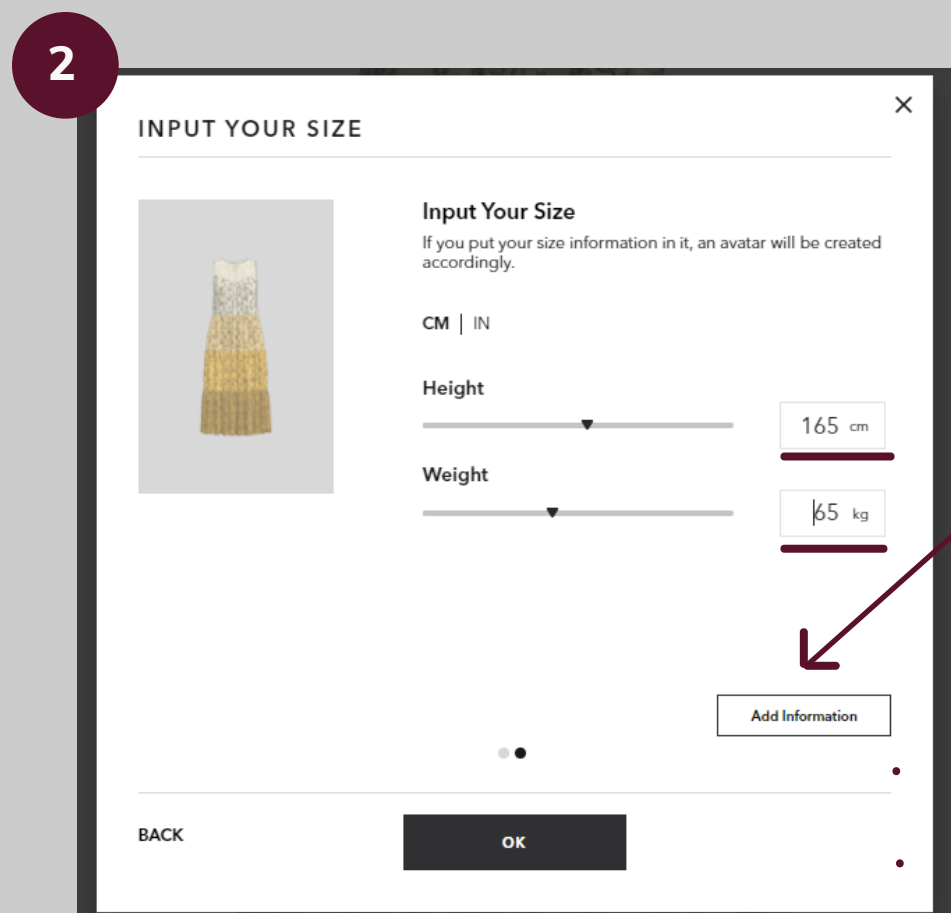 2
INPUT YOUR SIZE
Input Your Size
If you put your size information in it, an avatar will be created
accordingly.
CM | IN
Height
165 cm
Weight
65 kg
Add Information
BACK
OK